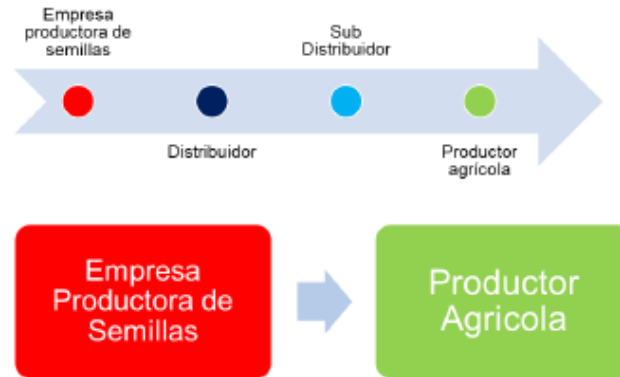 Empresa
productora de
semillas
Sub
Distribuidor
Distribuidor
Productor
agrícola
Empresa
Productora de
Semillas
Productor
Agricola